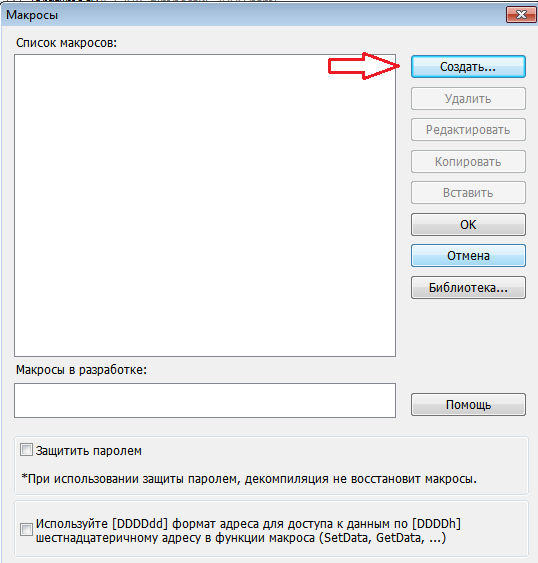 Макросы
Список макросов:
Создать...
Удалить
Редактировать
Копировать
Вставить
OK
Отмена
Библиотека...
Макросы в разработке:
Помощь
Защитить паролем
*При использовании защиты паролем, декомпиляция не восстановит макросы.
Используйте [DDDDdd] формат адреса для доступа к данным по [DDDDh]
шестнадцатеричному адресу в функции макроса (SetData, GetData, ...)